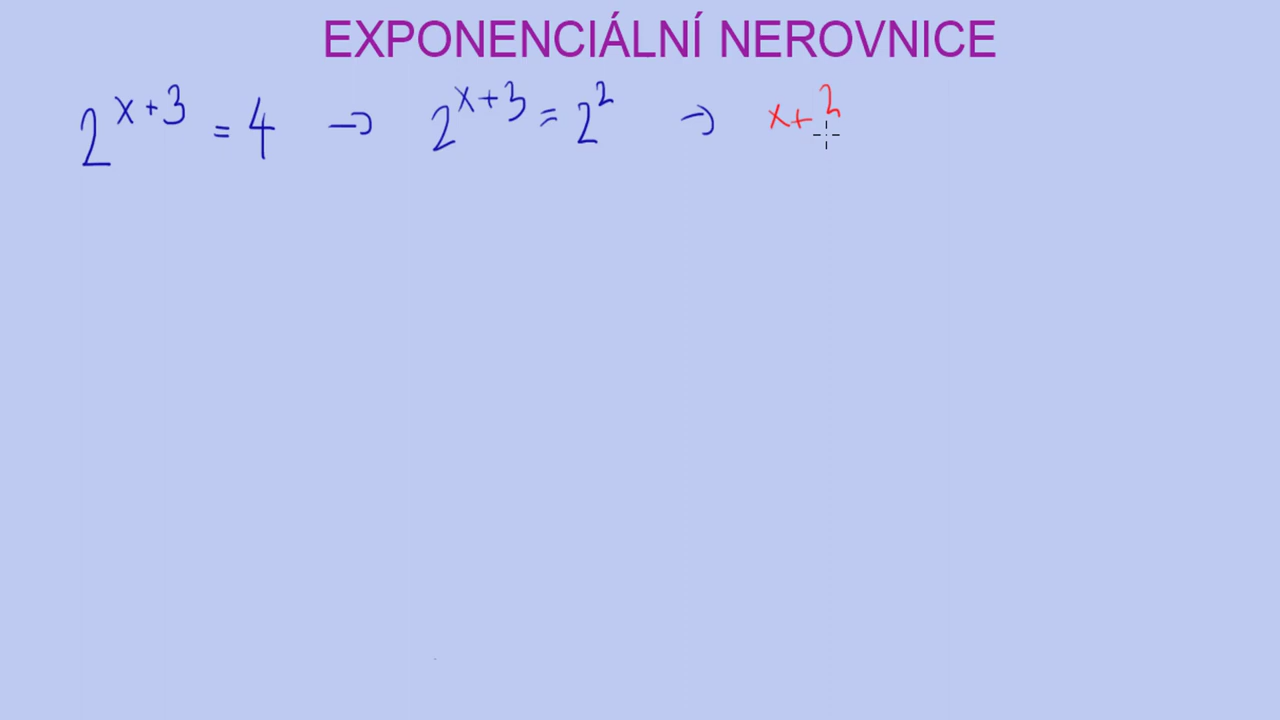 EXPONENCIÁLNÍ NEROVNICE
2^{x+3} = 4 → 2^{x+3} = 2^2 → x+